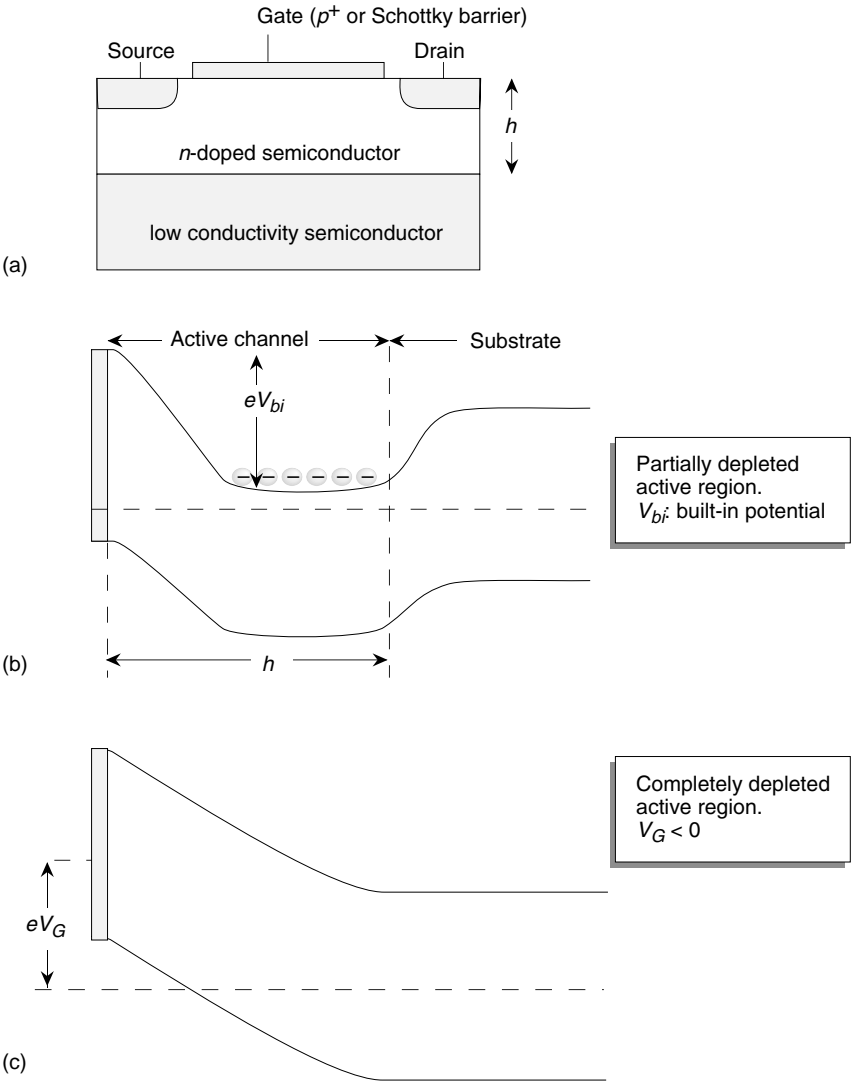 Gate (p+ or Schottky barrier)
Source
Drain
h
n-doped semiconductor
low conductivity semiconductor
(a)
Active channel
Substrate
eVbi
Partially depleted
active region.
Vbi: built-in potential
h
(b)
Completely depleted
active region.
VG < 0
eVG
(c)